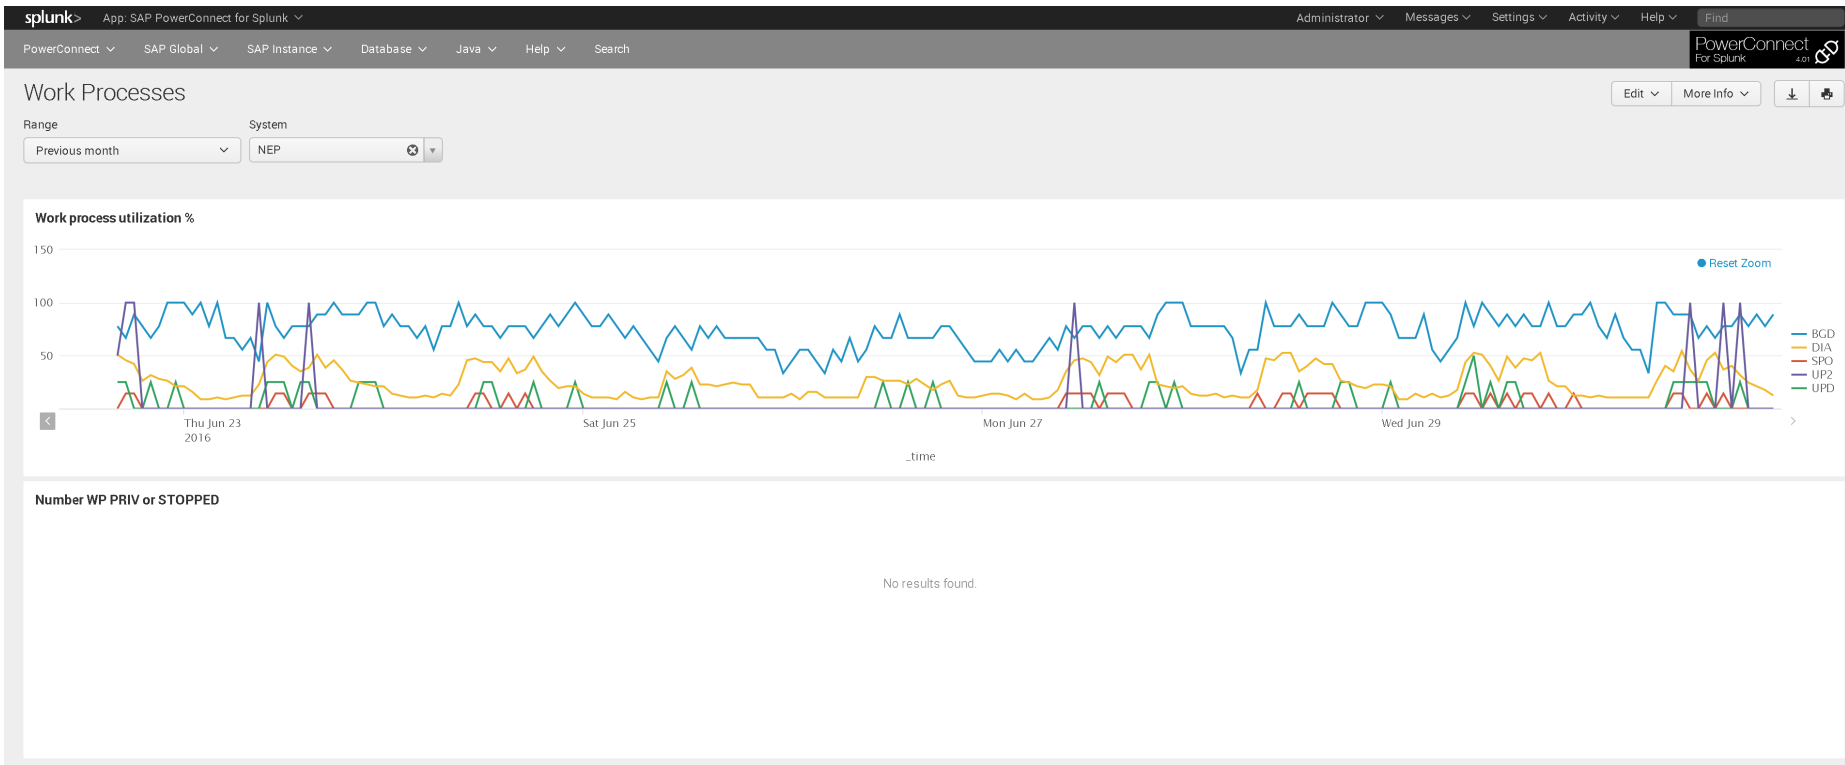 splunk> App: SAP PowerConnect for Splunk Administrator Messages Settings Activity Help Find
PowerConnect SAP Global SAP Instance Database Java Help Search
PowerConnect
For Splunk 4.01
Work Processes
Edit More Info
Range System
Previous month NEP
Work process utilization %
150
Reset Zoom
100
50
BGD
DIA
SPO
UP2
UPD
Thu Jun 23 Sat Jun 25 Mon Jun 27 Wed Jun 29
2016
_time
Number WP PRIV or STOPPED
No results found.